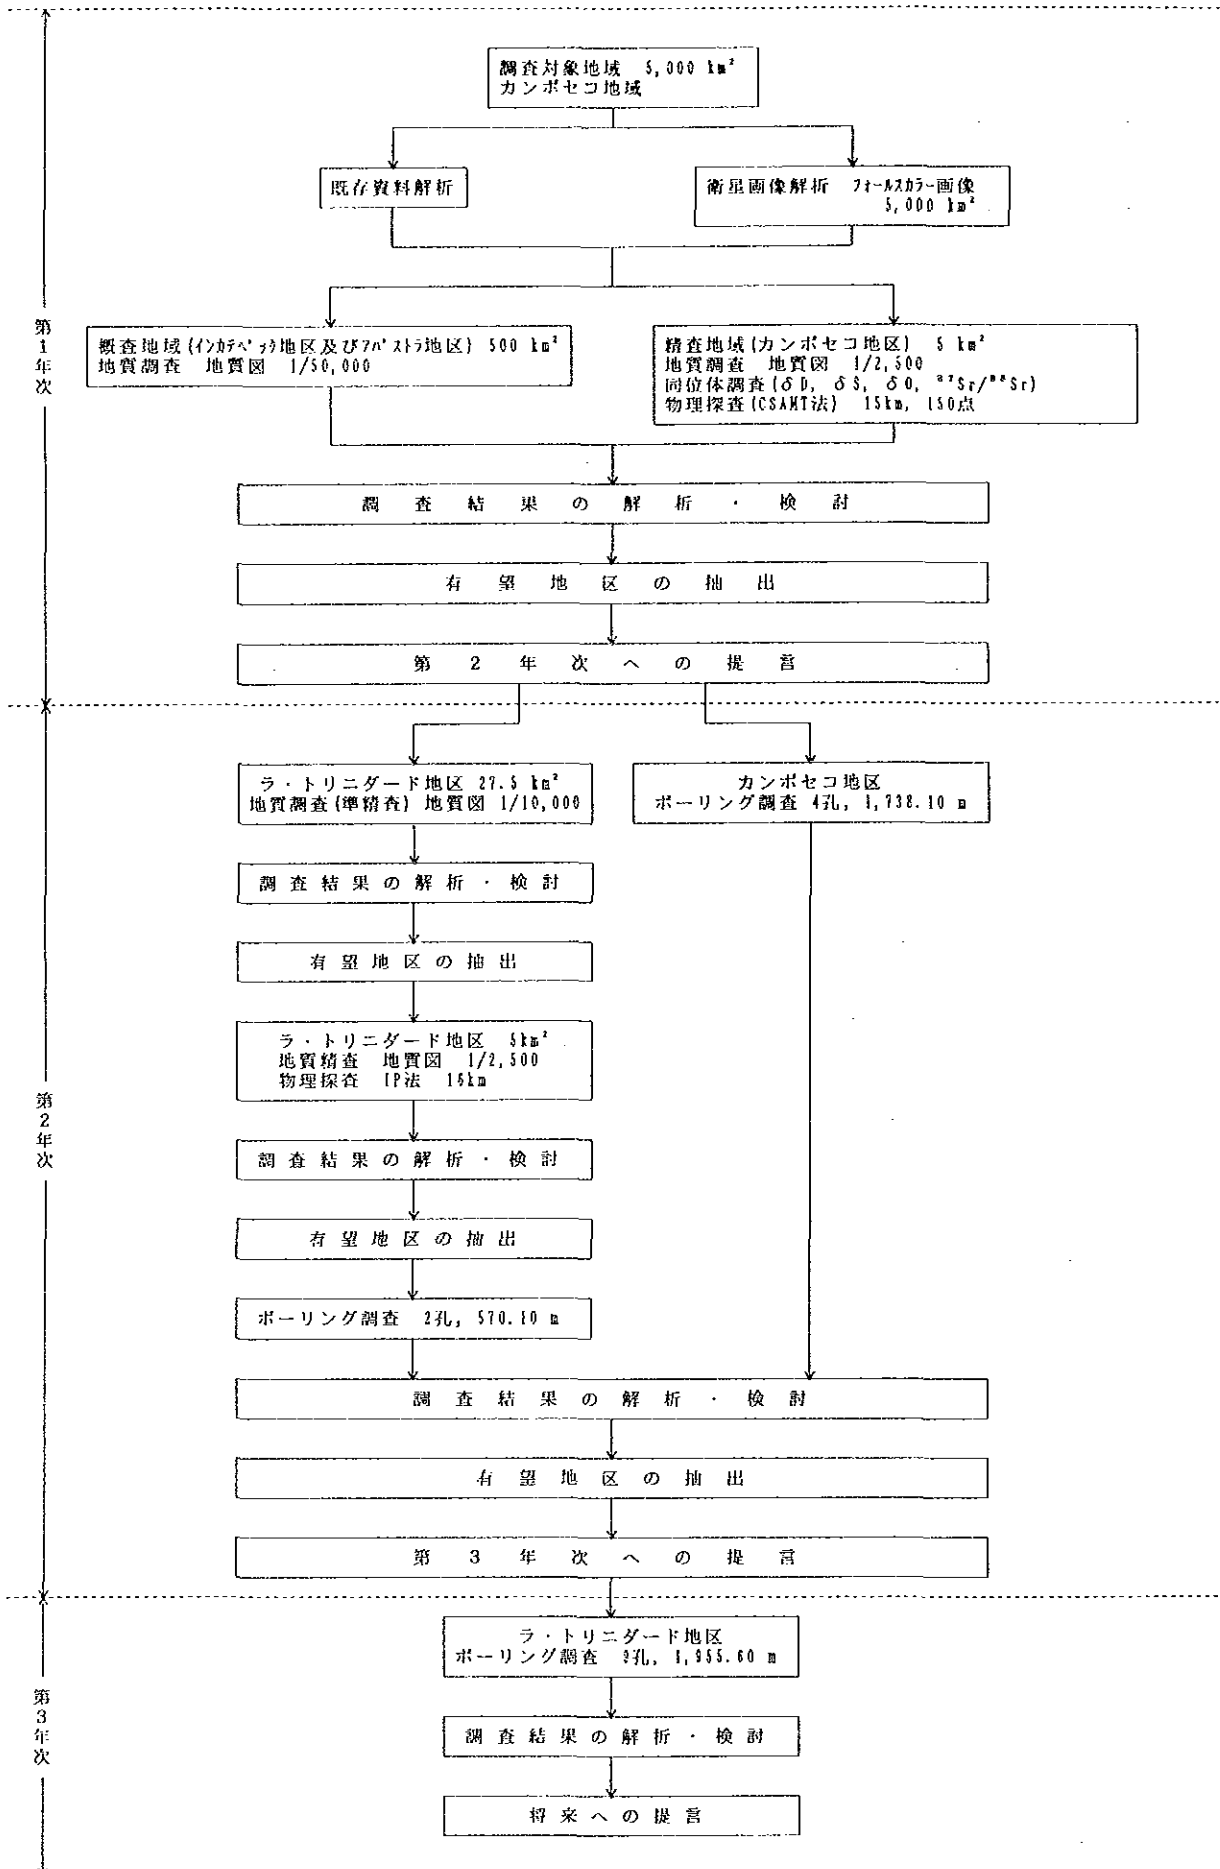 調査対象地域 5,000 km²
カンポセコ地域
既存資料解析
衛星画像解析 フォールスカラー画像
5,000 km²
第1年次
概査地域(インカテペック地区及びアパストラ地区) 500 km²
地質調査 地質図 1/50,000
精査地域(カンポセコ地区) 5 km²
地質調査 地質図 1/2,500
同位体調査(δD, δS, δO, ⁸⁷Sr/⁸⁶Sr)
物理探査(CSAMT法) 15km, 150点
調査結果の解析・検討
有望地区の抽出
第2年次への提言
ラ・トリニダード地区 27.5 km²
地質調査(準精査) 地質図 1/10,000
カンポセコ地区
ボーリング調査 4孔, 1,738.10 m
調査結果の解析・検討
有望地区の抽出
ラ・トリニダード地区 5km²
地質精査 地質図 1/2,500
物理探査 IP法
第2年次
調査結果の解析・検討
有望地区の抽出
ボーリング調査 2孔, 570.10 m
調査結果の解析・検討
有望地区の抽出
第3年次への提言
ラ・トリニダード地区
ボーリング調査 9孔, 1,955.60 m
第3年次
調査結果の解析・検討
将来への提言